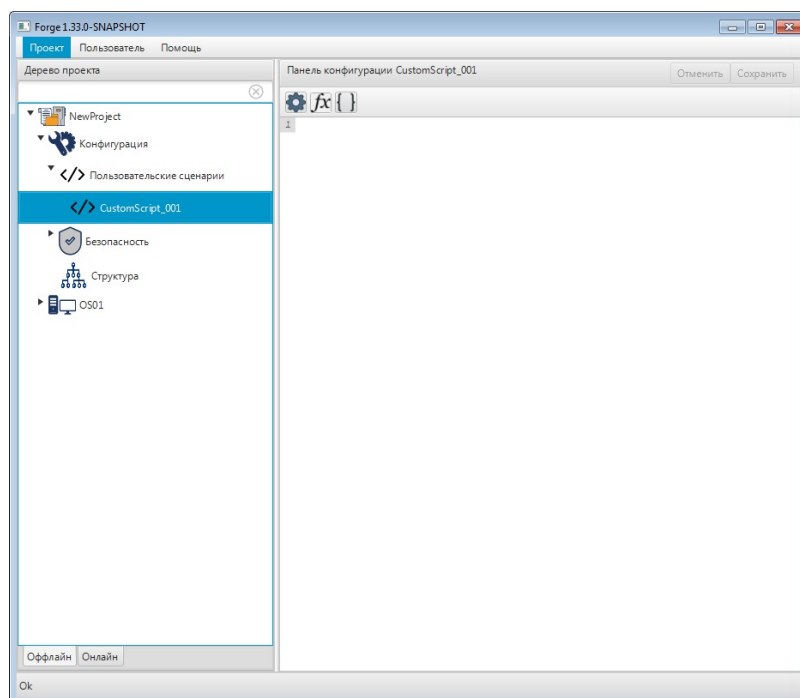 Forge 1.33.0-SNAPSHOT
Проект Пользователь Помощь
Дерево проекта
NewProject
Конфигурация
</> Пользовательские сценарии
</> CustomScript_001
Безопасность
Структура
OS01
Оффлайн Онлайн
Панель конфигурации CustomScript_001
Отменить Сохранить
fx { }
1
Ok